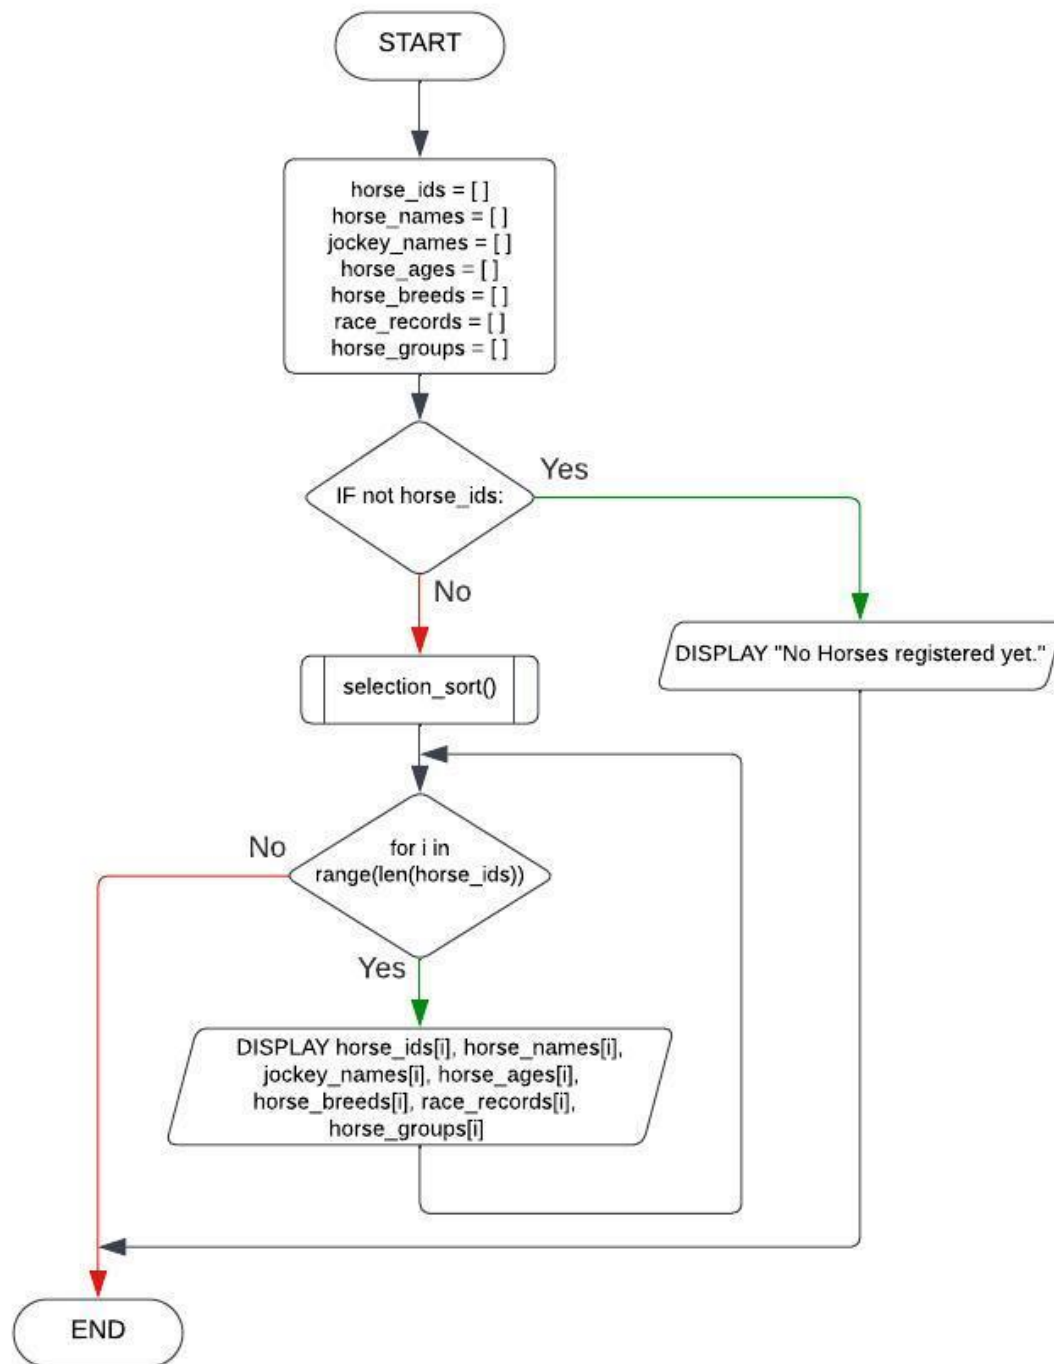 START
horse_ids = [ ]
horse_names = [ ]
jockey_names = [ ]
horse_ages = [ ]
horse_breeds = [ ]
race_records = [ ]
horse_groups = [ ]
IF not horse_ids:
Yes
No
DISPLAY "No Horses registered yet."
selection_sort()
for i in
range(len(horse_ids))
No
Yes
DISPLAY horse_ids[i], horse_names[i],
jockey_names[i], horse_ages[i],
horse_breeds[i], race_records[i],
horse_groups[i]
END